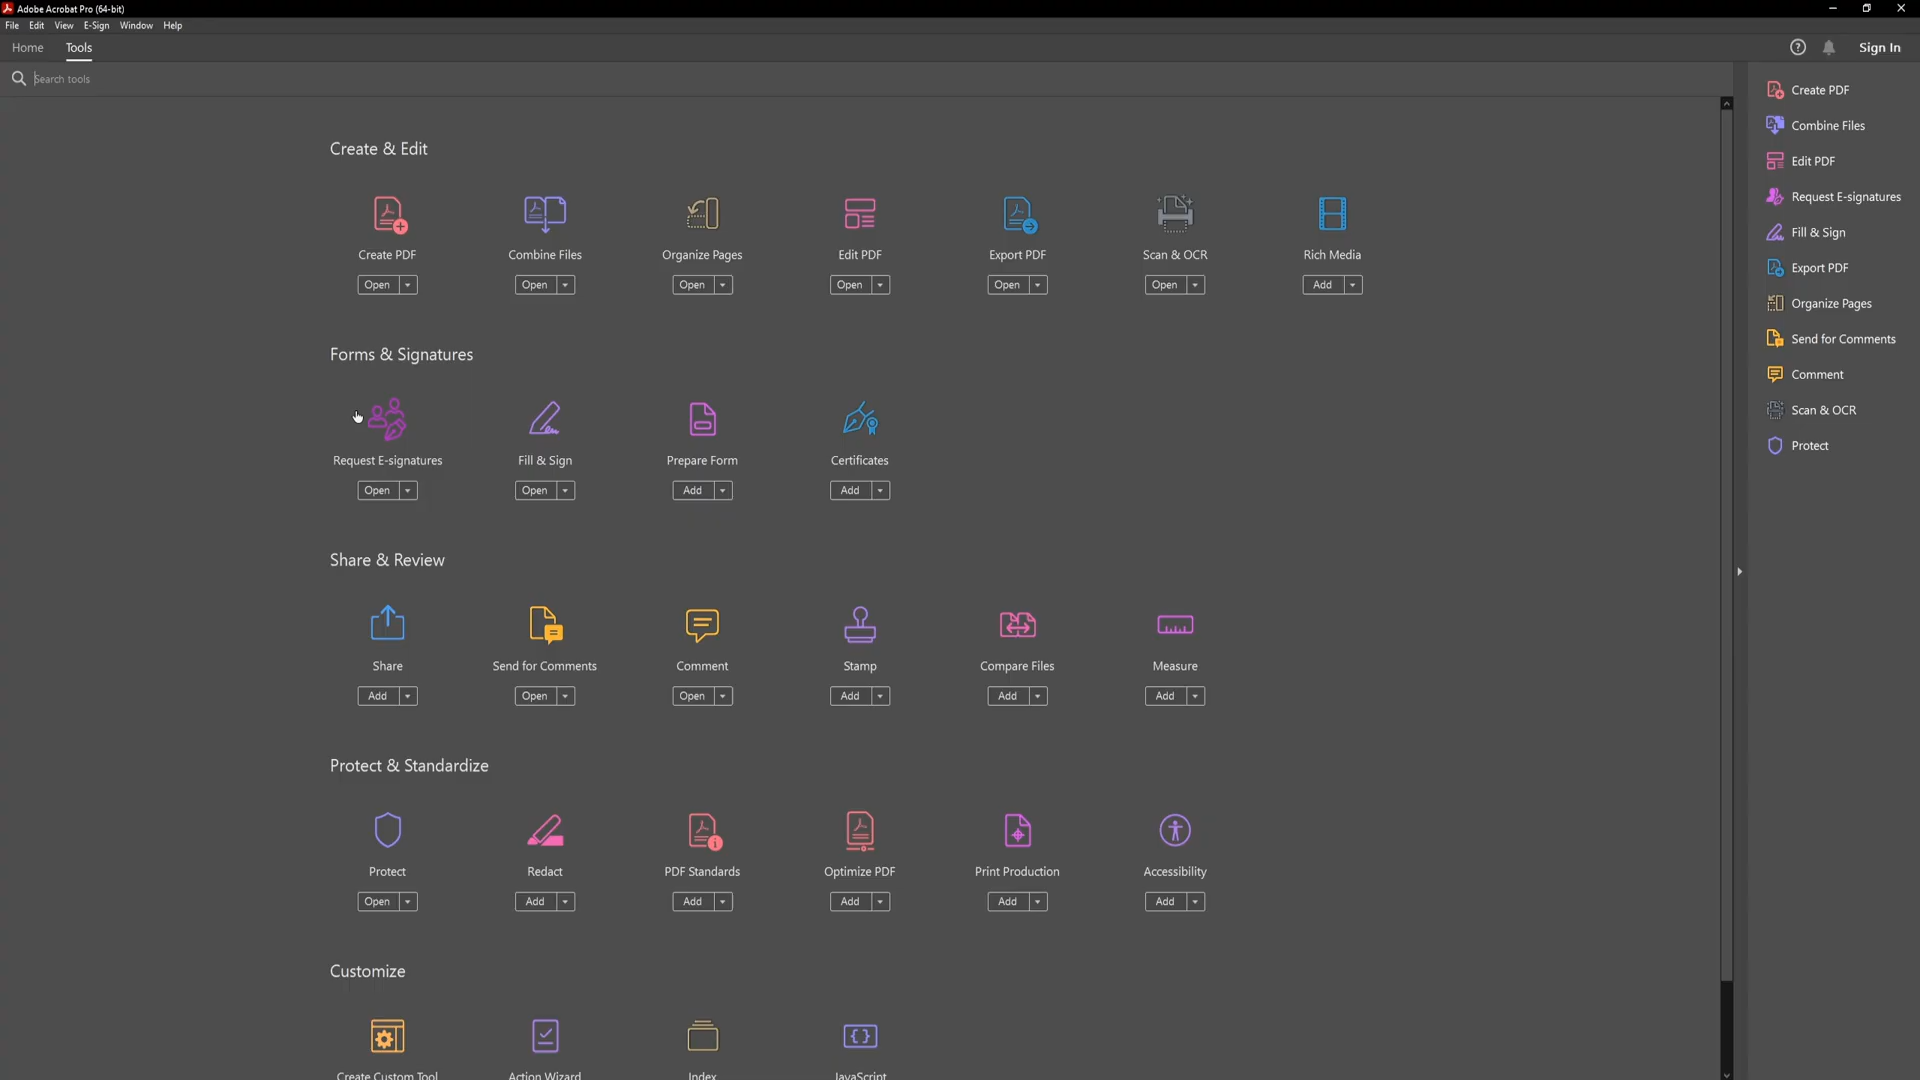 Adobe Acrobat Pro (64-bit)
File Edit View E-Sign Window Help
Home Tools
Sign In
Search tools
Create & Edit
Create PDF Combine Files Organize Pages Edit PDF Export PDF Scan & OCR Rich Media
Open Open Open Open Open Open Add
Forms & Signatures
Request E-signatures Fill & Sign Prepare Form Certificates
Open Open Add Add
Share & Review
Share Send for Comments Comment Stamp Compare Files Measure
Add Open Open Add Add Add
Protect & Standardize
Protect Redact PDF Standards Optimize PDF Print Production Accessibility
Open Add Add Add Add Add
Customize
Create Custom Tool Action Wizard Index JavaScript
Create PDF
Combine Files
Edit PDF
Request E-signatures
Fill & Sign
Export PDF
Organize Pages
Send for Comments
Comment
Scan & OCR
Protect